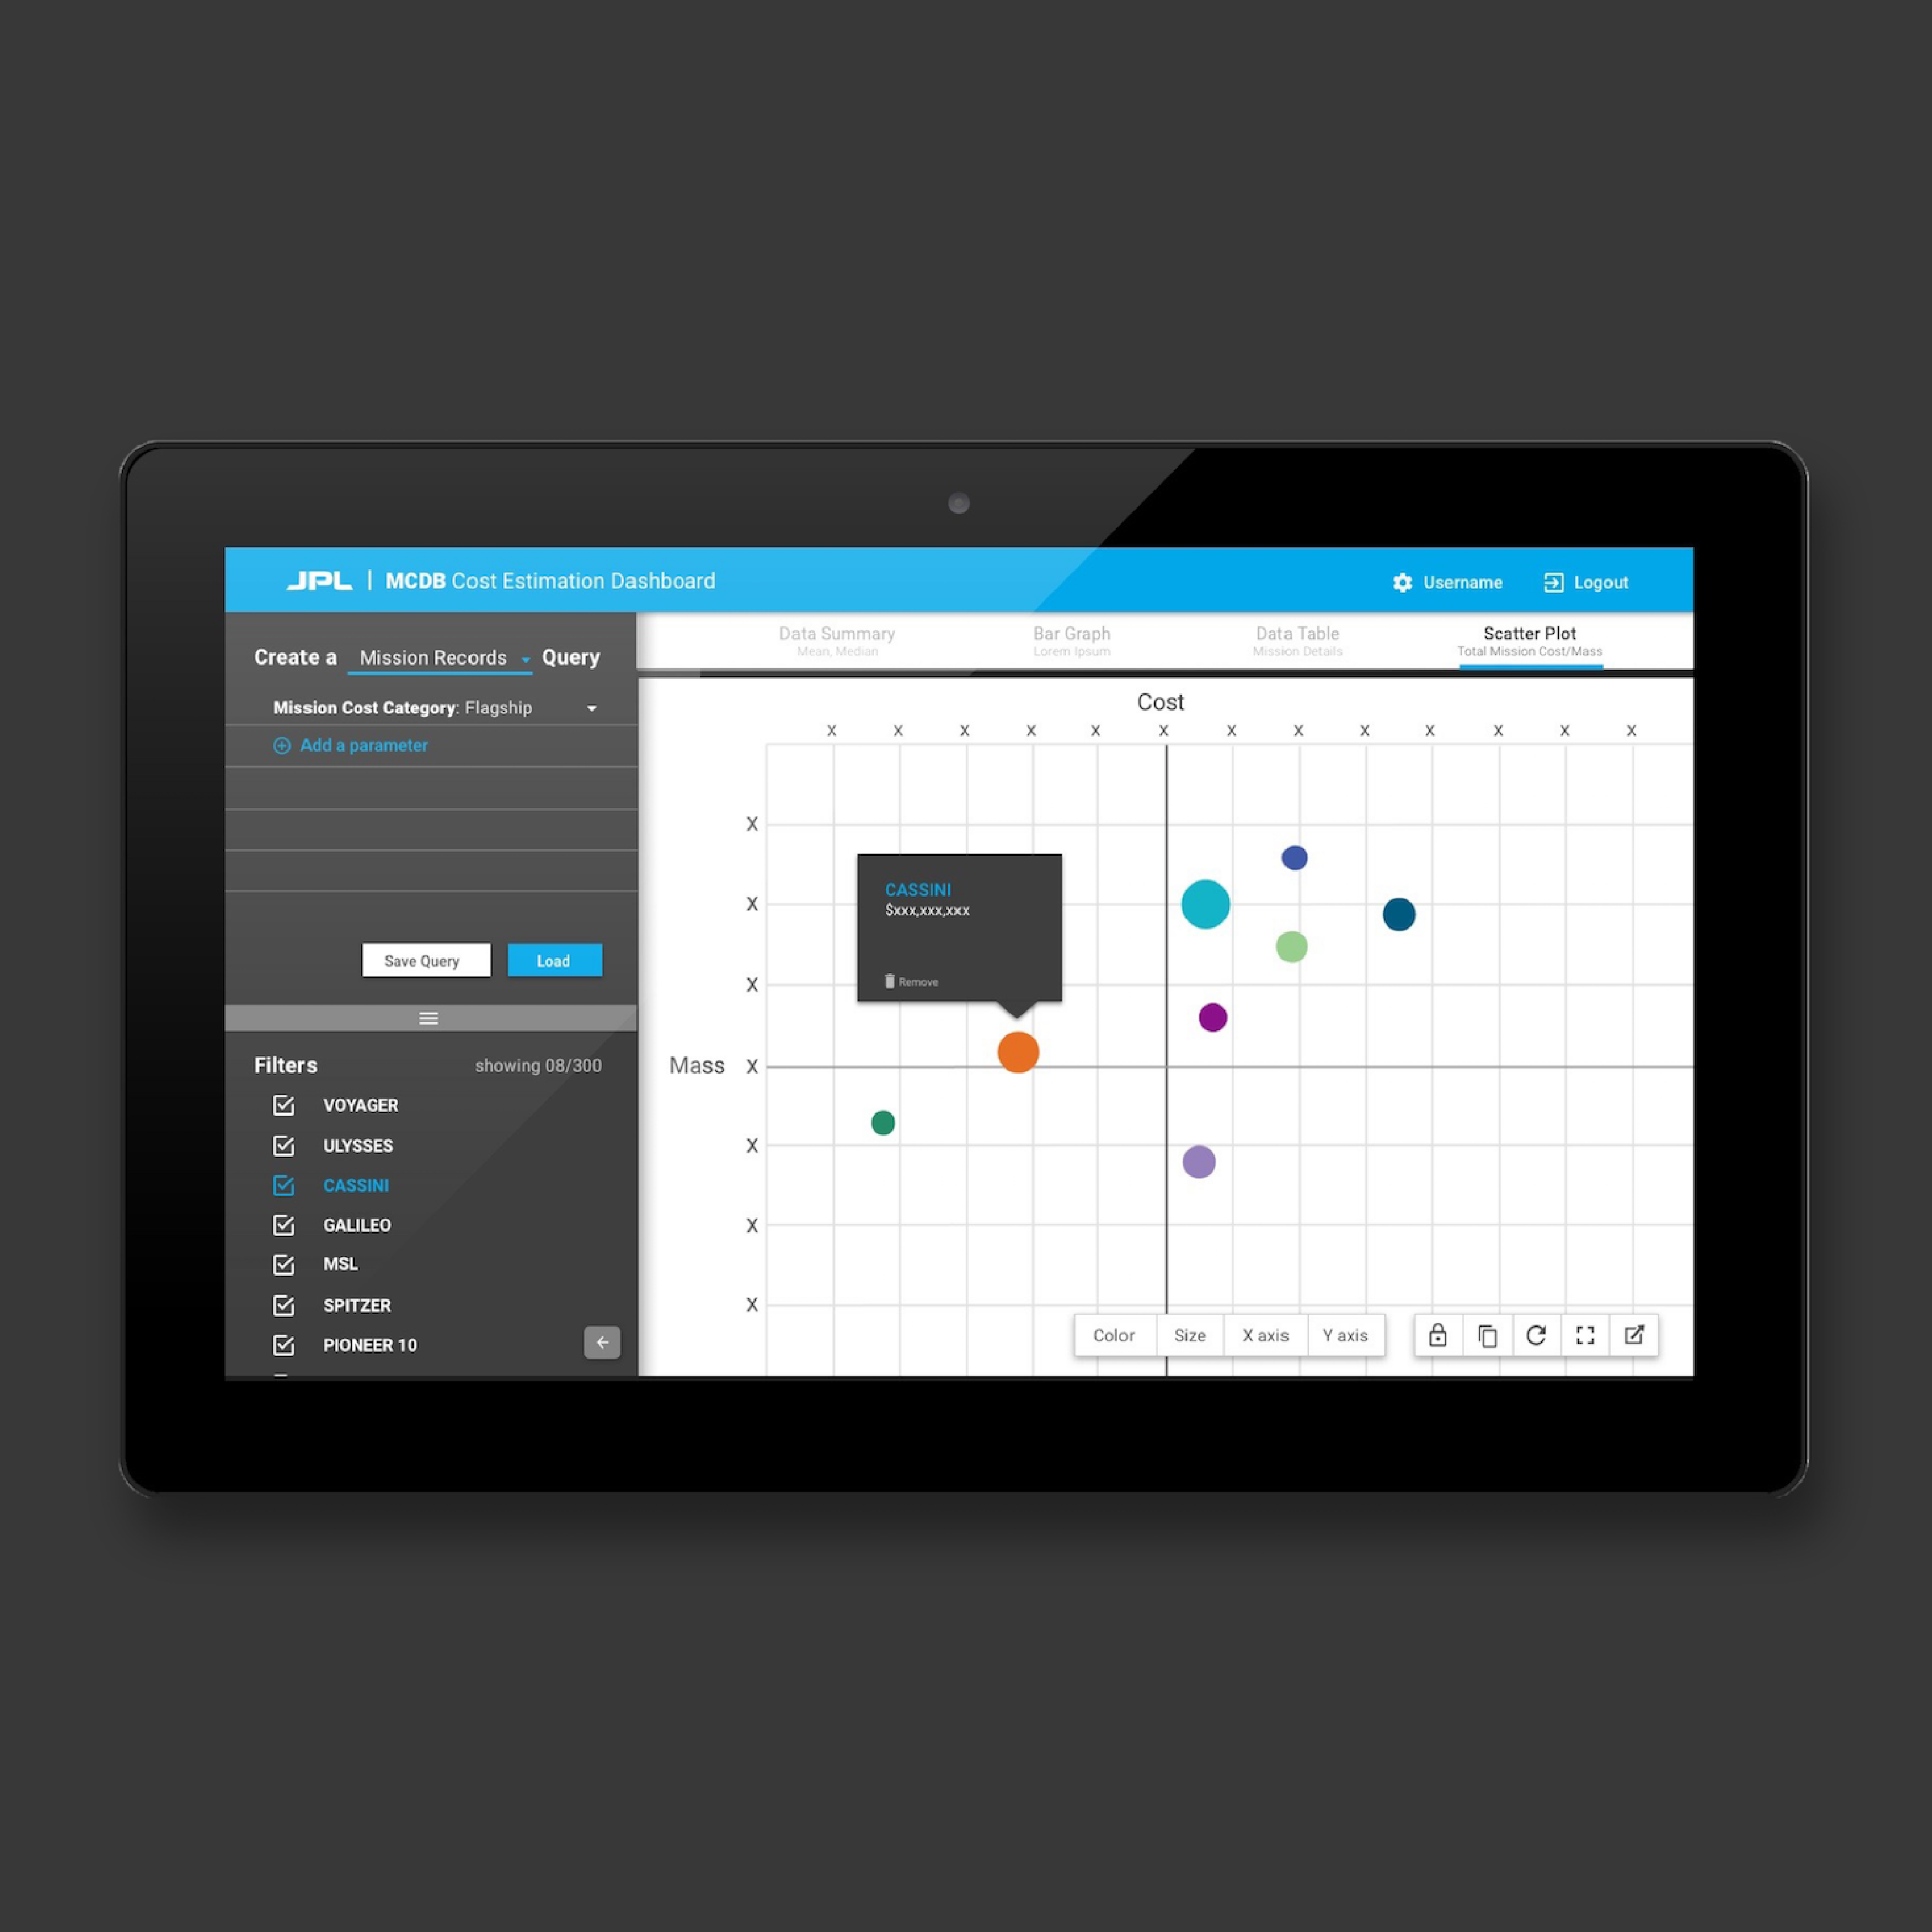 JPL | MCDB Cost Estimation Dashboard
Username
Logout
Create a Mission Records Query
Mission Cost Category: Flagship
Add a parameter
Save Query
Load
Filters
showing 08/300
VOYAGER
ULYSSES
CASSINI
GALILEO
MSL
SPITZER
PIONEER 10
Data Summary
Mean, Median
Bar Graph
Lorem Ipsum
Data Table
Mission Details
Scatter Plot
Total Mission Cost/Mass
Cost
X X X X X X X X X X X X X
X
X
X
Mass X
X
X
X
CASSINI
$xxx,xxx,xxx
Remove
Color
Size
X axis
Y axis